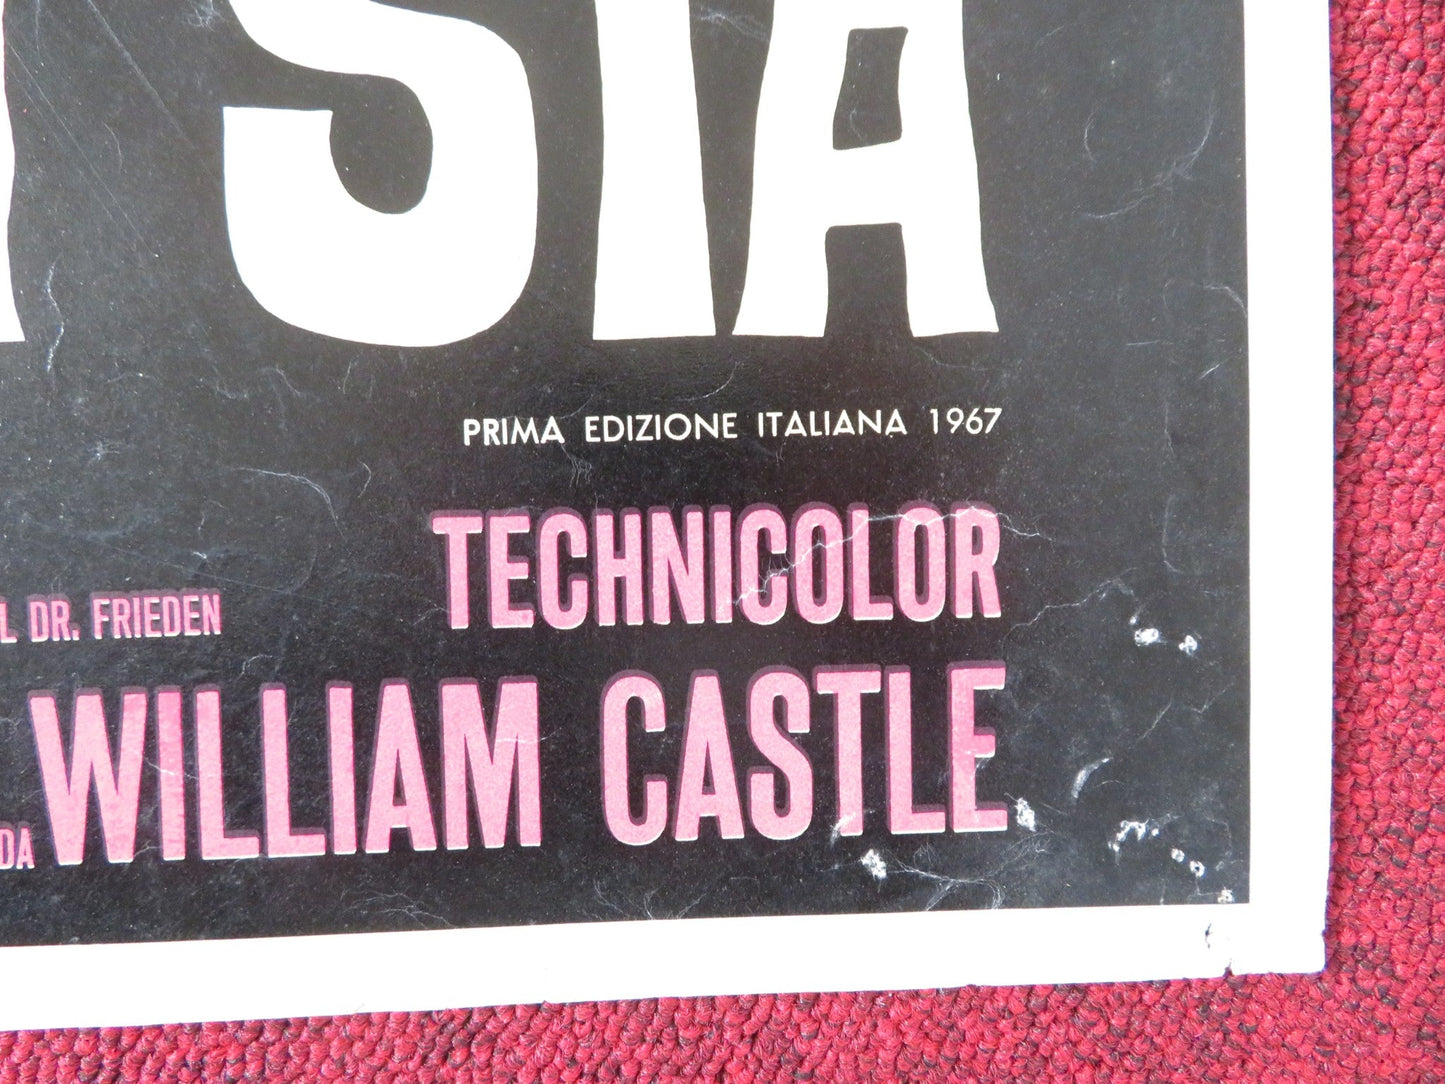 SIA
PRIMA EDIZIONE ITALIANA 1967
TECHNICOLOR
L DR. FRIEDEN
DA WILLIAM CASTLE